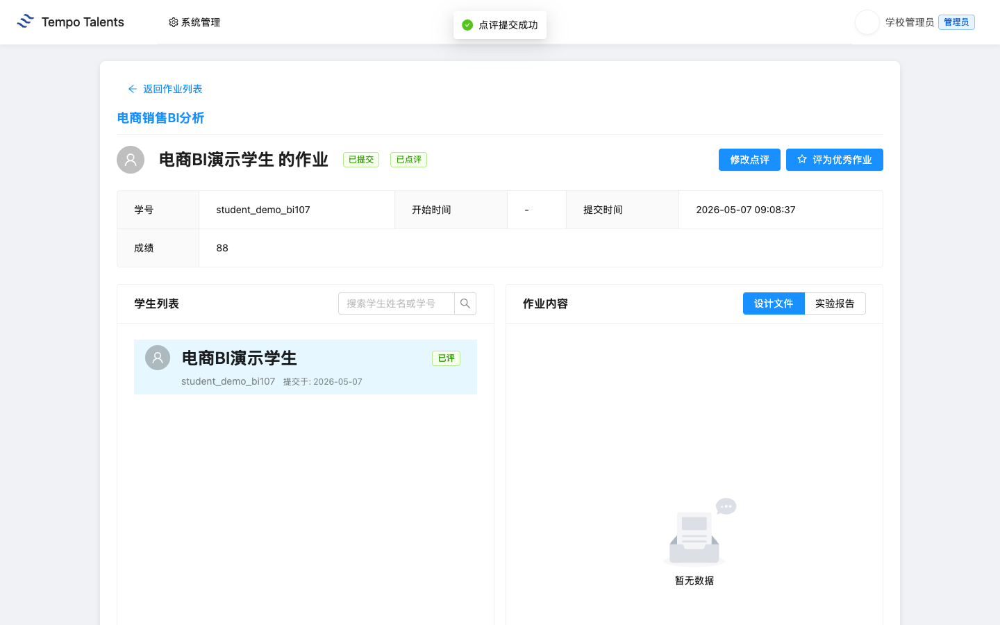 Tempo Talents
系统管理
点评提交成功
学校管理员
管理员
返回作业列表
电商销售BI分析
电商BI演示学生 的作业
已提交
已点评
修改点评
评为优秀作业
学号
student_demo_bi107
开始时间
-
提交时间
2026-05-07 09:08:37
成绩
88
学生列表
搜索学生姓名或学号
电商BI演示学生
已评
student_demo_bi107
提交于: 2026-05-07
作业内容
设计文件
实验报告
暂无数据